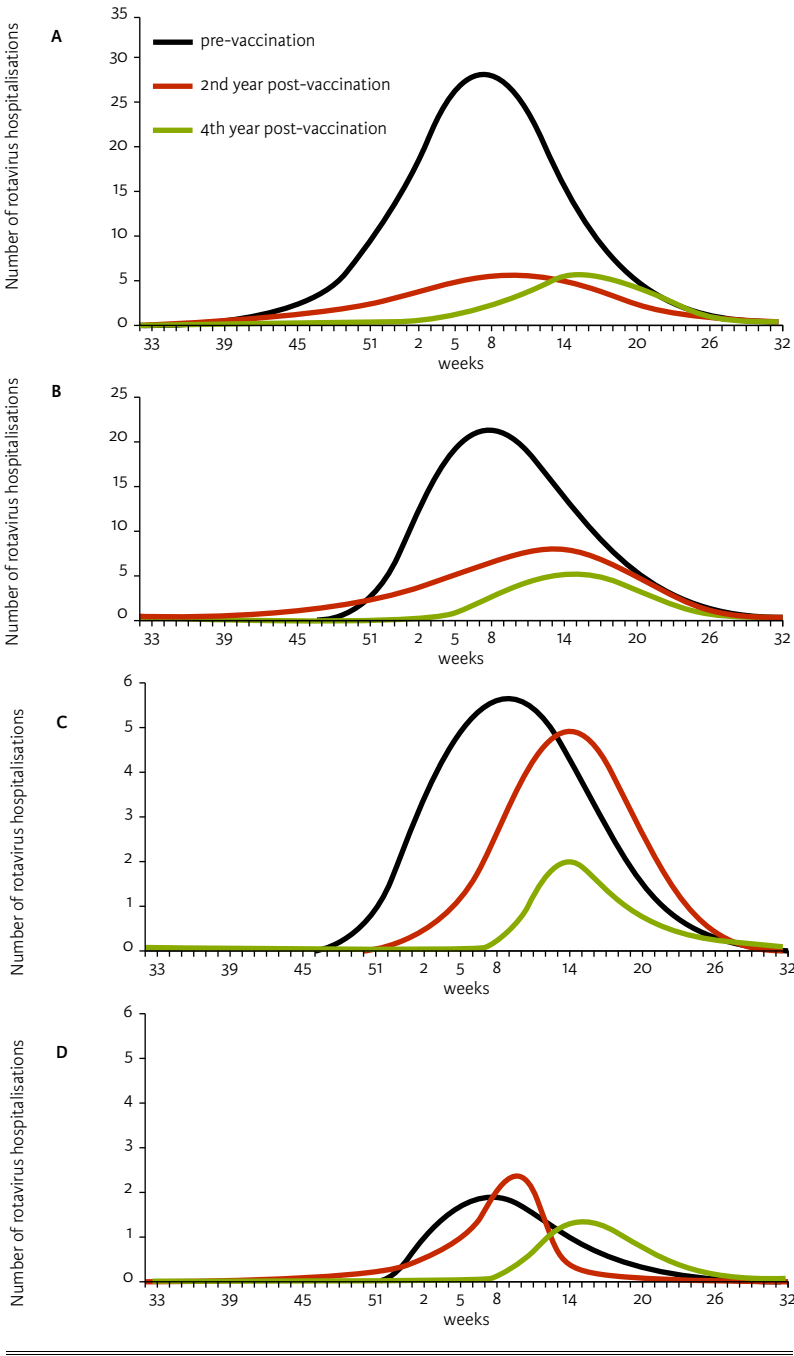 A
Number of rotavirus hospitalisations
35
30
25
20
15
10
5
0
pre-vaccination
2nd year post-vaccination
4th year post-vaccination
33 39 45 51 2 5 8 14 20 26 32
weeks
B
Number of rotavirus hospitalisations
25
20
15
10
5
0
33 39 45 51 2 5 8 14 20 26 32
weeks
C
Number of rotavirus hospitalisations
6
5
4
3
2
1
0
33 39 45 51 2 5 8 14 20 26 32
weeks
D
Number of rotavirus hospitalisations
6
5
4
3
2
1
0
33 39 45 51 2 5 8 14 20 26 32
weeks